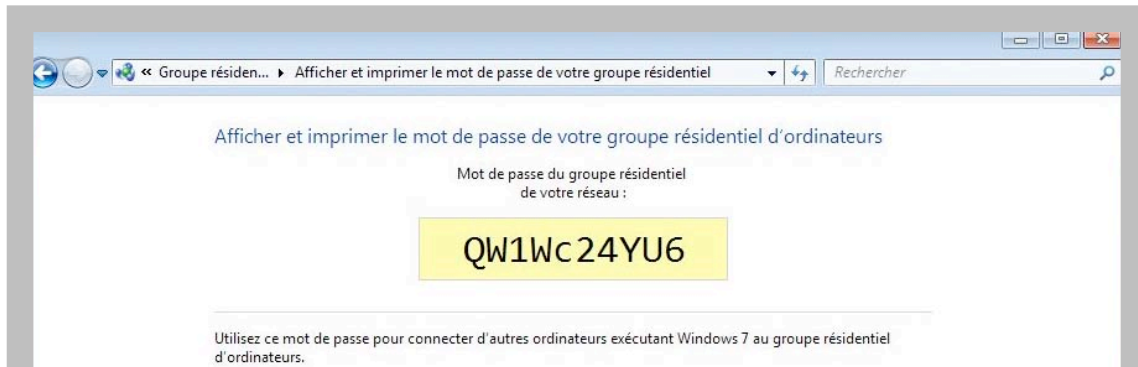 « Groupe résiden... ▸ Afficher et imprimer le mot de passe de votre groupe résidentiel
Rechercher
Afficher et imprimer le mot de passe de votre groupe résidentiel d'ordinateurs
Mot de passe du groupe résidentiel
de votre réseau :
QW1Wc24YU6
Utilisez ce mot de passe pour connecter d'autres ordinateurs exécutant Windows 7 au groupe résidentiel
d'ordinateurs.